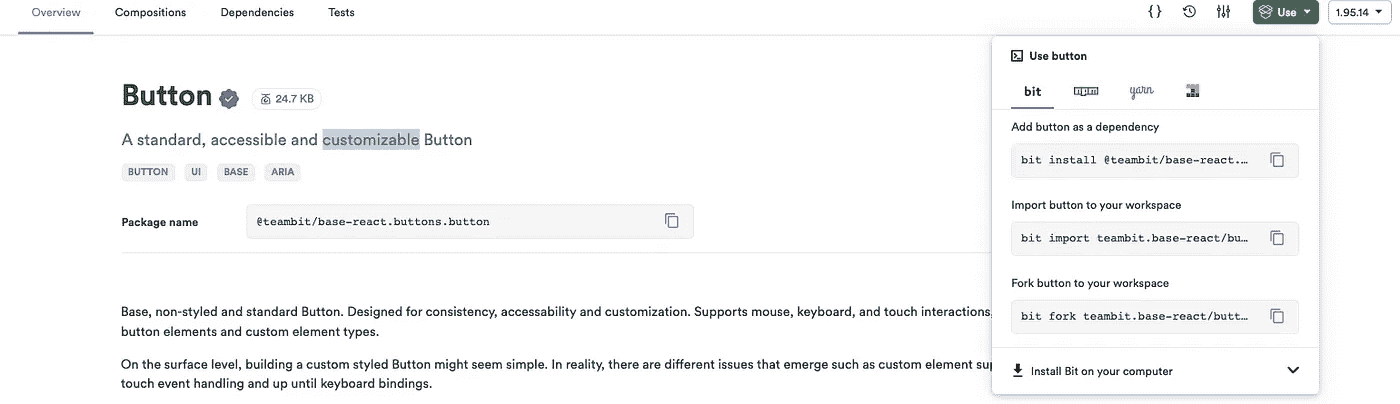 Overview Compositions Dependencies Tests
{} Use 1.95.14
Button 24.7 KB
A standard, accessible and customizable Button
BUTTON UI BASE ARIA
Package name @teambit/base-react.buttons.button
Base, non-styled and standard Button. Designed for consistency, accessability and customization. Supports mouse, keyboard, and touch interactions,
button elements and custom element types.
On the surface level, building a custom styled Button might seem simple. In reality, there are different issues that emerge such as custom element su
touch event handling and up until keyboard bindings.
Use button
bit npm yarn
Add button as a dependency
bit install @teambit/base-react.…
Import button to your workspace
bit import teambit.base-react/bu…
Fork button to your workspace
bit fork teambit.base-react/butt…
Install Bit on your computer